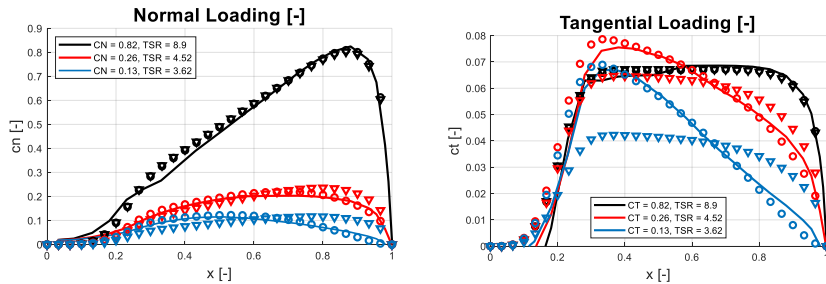 Normal Loading [-]
0.9
0.8
0.7
0.6
0.5
0.4
0.3
0.2
0.1
0
cn [-]
CN = 0.82, TSR = 8.9
CN = 0.26, TSR = 4.52
CN = 0.13, TSR = 3.62
0
0.2
0.4
0.6
0.8
1
x [-]
Tangential Loading [-]
0.08
0.07
0.06
0.05
0.04
0.03
0.02
0.01
0
ct [-]
CT = 0.82, TSR = 8.9
CT = 0.26, TSR = 4.52
CT = 0.13, TSR = 3.62
0
0.2
0.4
0.6
0.8
1
x [-]